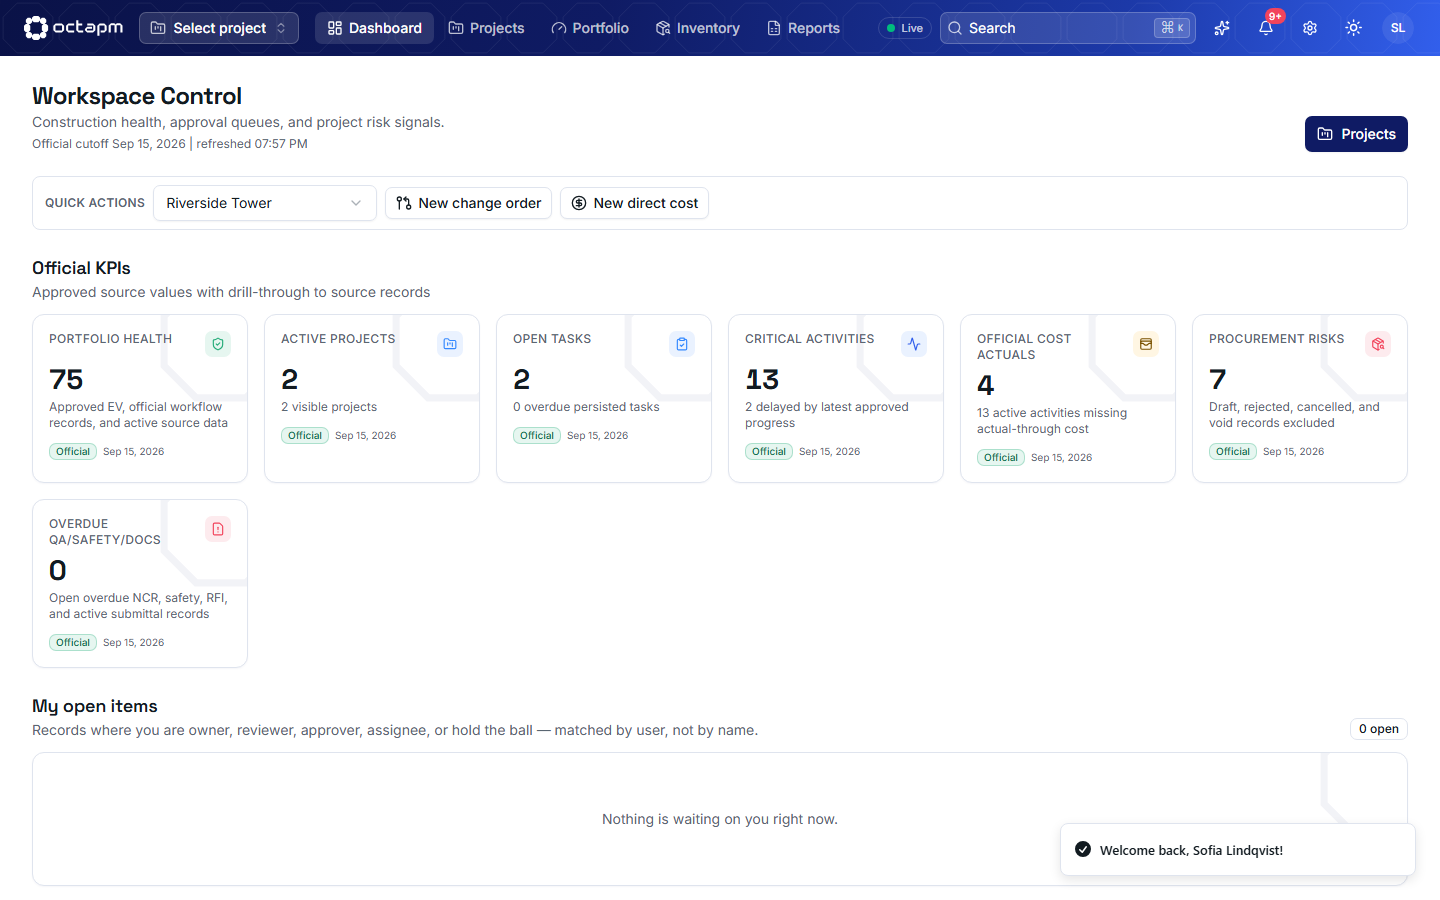 octapm
Select project
Dashboard
Projects
Portfolio
Inventory
Reports
Live
Search
⌘ K
9+
SL
Workspace Control
Construction health, approval queues, and project risk signals.
Official cutoff Sep 15, 2026 | refreshed 07:57 PM
Projects
QUICK ACTIONS
Riverside Tower
New change order
New direct cost
Official KPIs
Approved source values with drill-through to source records
PORTFOLIO HEALTH
75
Approved EV, official workflow
records, and active source data
Official Sep 15, 2026
ACTIVE PROJECTS
2
2 visible projects
Official Sep 15, 2026
OPEN TASKS
2
0 overdue persisted tasks
Official Sep 15, 2026
CRITICAL ACTIVITIES
13
2 delayed by latest approved
progress
Official Sep 15, 2026
OFFICIAL COST
ACTUALS
4
13 active activities missing
actual-through cost
Official Sep 15, 2026
PROCUREMENT RISKS
7
Draft, rejected, cancelled, and
void records excluded
Official Sep 15, 2026
OVERDUE
QA/SAFETY/DOCS
0
Open overdue NCR, safety, RFI,
and active submittal records
Official Sep 15, 2026
My open items
Records where you are owner, reviewer, approver, assignee, or hold the ball — matched by user, not by name.
0 open
Nothing is waiting on you right now.
Welcome back, Sofia Lindqvist!